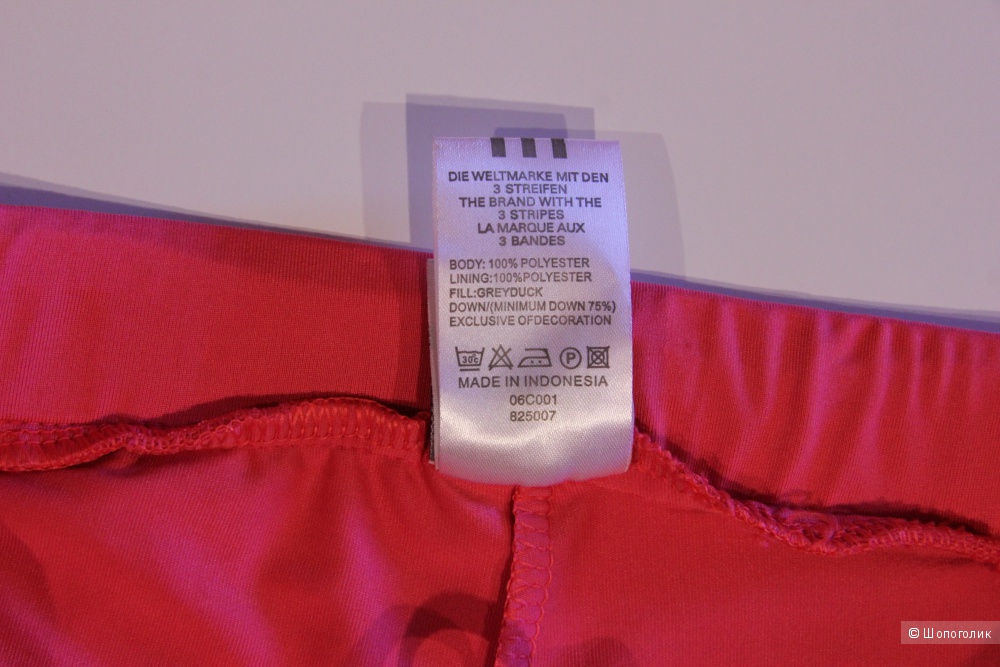 DIE WELTMARKE MIT DEN
3 STREIFEN
THE BRAND WITH THE
3 STRIPES
LA MARQUE AUX
3 BANDES
BODY: 100% POLYESTER
LINING:100%POLYESTER
FILL:GREYDUCK
DOWN/(MINIMUM DOWN 75%)
EXCLUSIVE OFDECORATION
30c P
MADE IN INDONESIA
06C001
825007
© Шопоголик